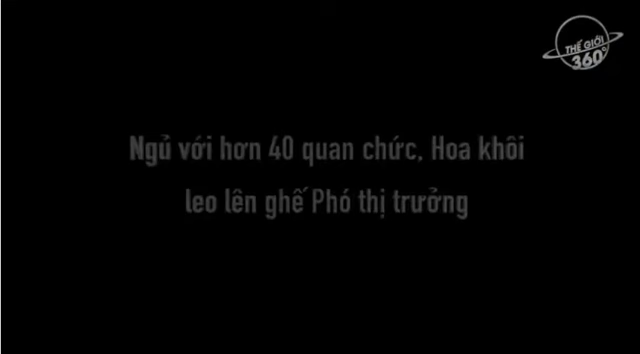 THẾ GIỚI
360°
Ngủ với hơn 40 quan chức, Hoa khôi
leo lên ghế Phó thị trưởng